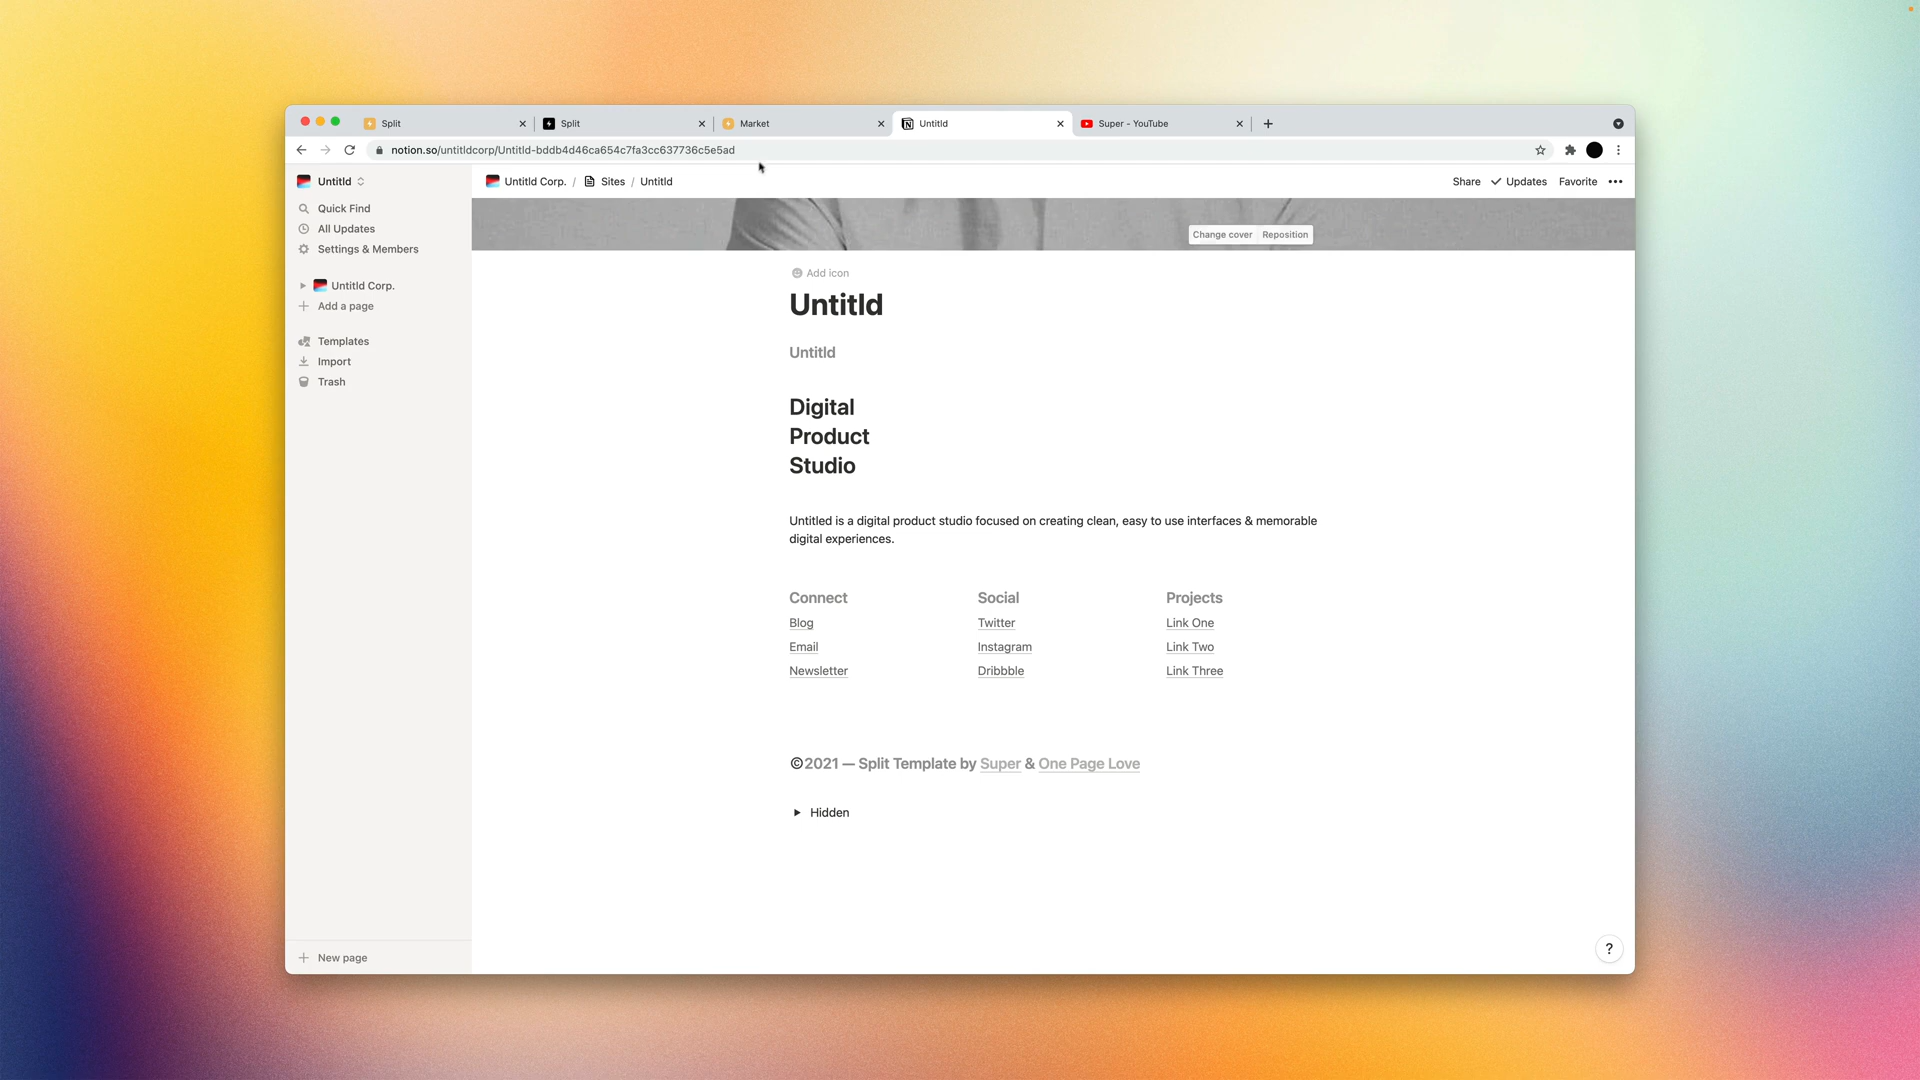 Split
Split
Market
Untitld
Super - YouTube
notion.so/untitldcorp/Untitld-bddb4d46ca654c7fa3cc637736c5e5ad
Untitld
Untitld Corp. / Sites / Untitld
Share
Updates
Favorite
Quick Find
All Updates
Settings & Members
Untitld Corp.
Add a page
Templates
Import
Trash
New page
Change cover
Reposition
Add icon
Untitld
Untitld
Digital
Product
Studio
Untitled is a digital product studio focused on creating clean, easy to use interfaces & memorable
digital experiences.
Connect
Blog
Email
Newsletter
Social
Twitter
Instagram
Dribbble
Projects
Link One
Link Two
Link Three
©2021 — Split Template by Super & One Page Love
Hidden
?